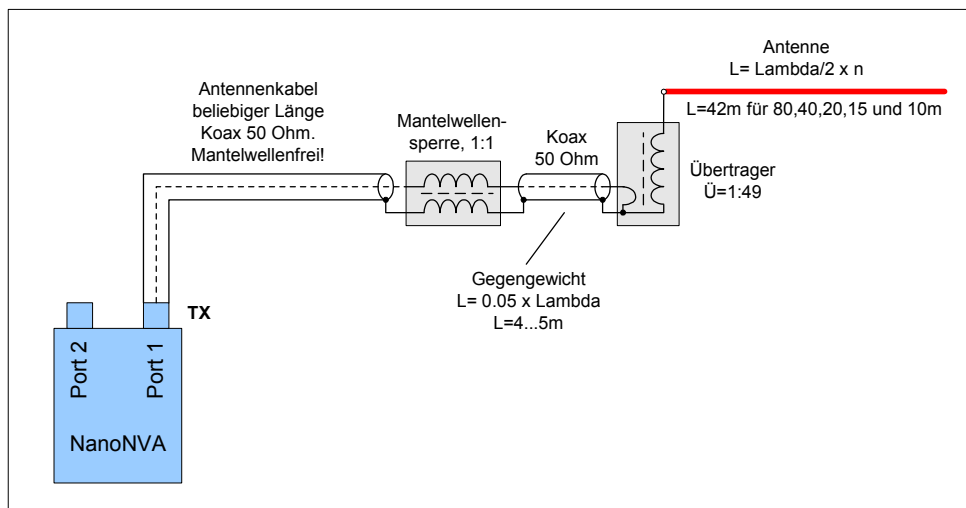 Antenne
L= Lambda/2 x n
L=42m für 80,40,20,15 und 10m
Antennenkabel
beliebiger Länge
Koax 50 Ohm.
Mantelwellenfrei!
Mantelwellen-
sperre, 1:1
Koax
50 Ohm
Übertrager
Ü=1:49
Gegengewicht
L= 0.05 x Lambda
L=4...5m
TX
Port 2
Port 1
NanoNVA